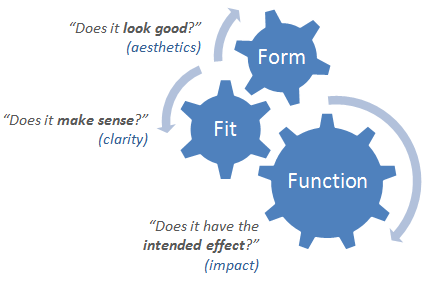 “Does it look good?”
(aesthetics)
Form
“Does it make sense?”
(clarity)
Fit
Function
“Does it have the
intended effect?”
(impact)